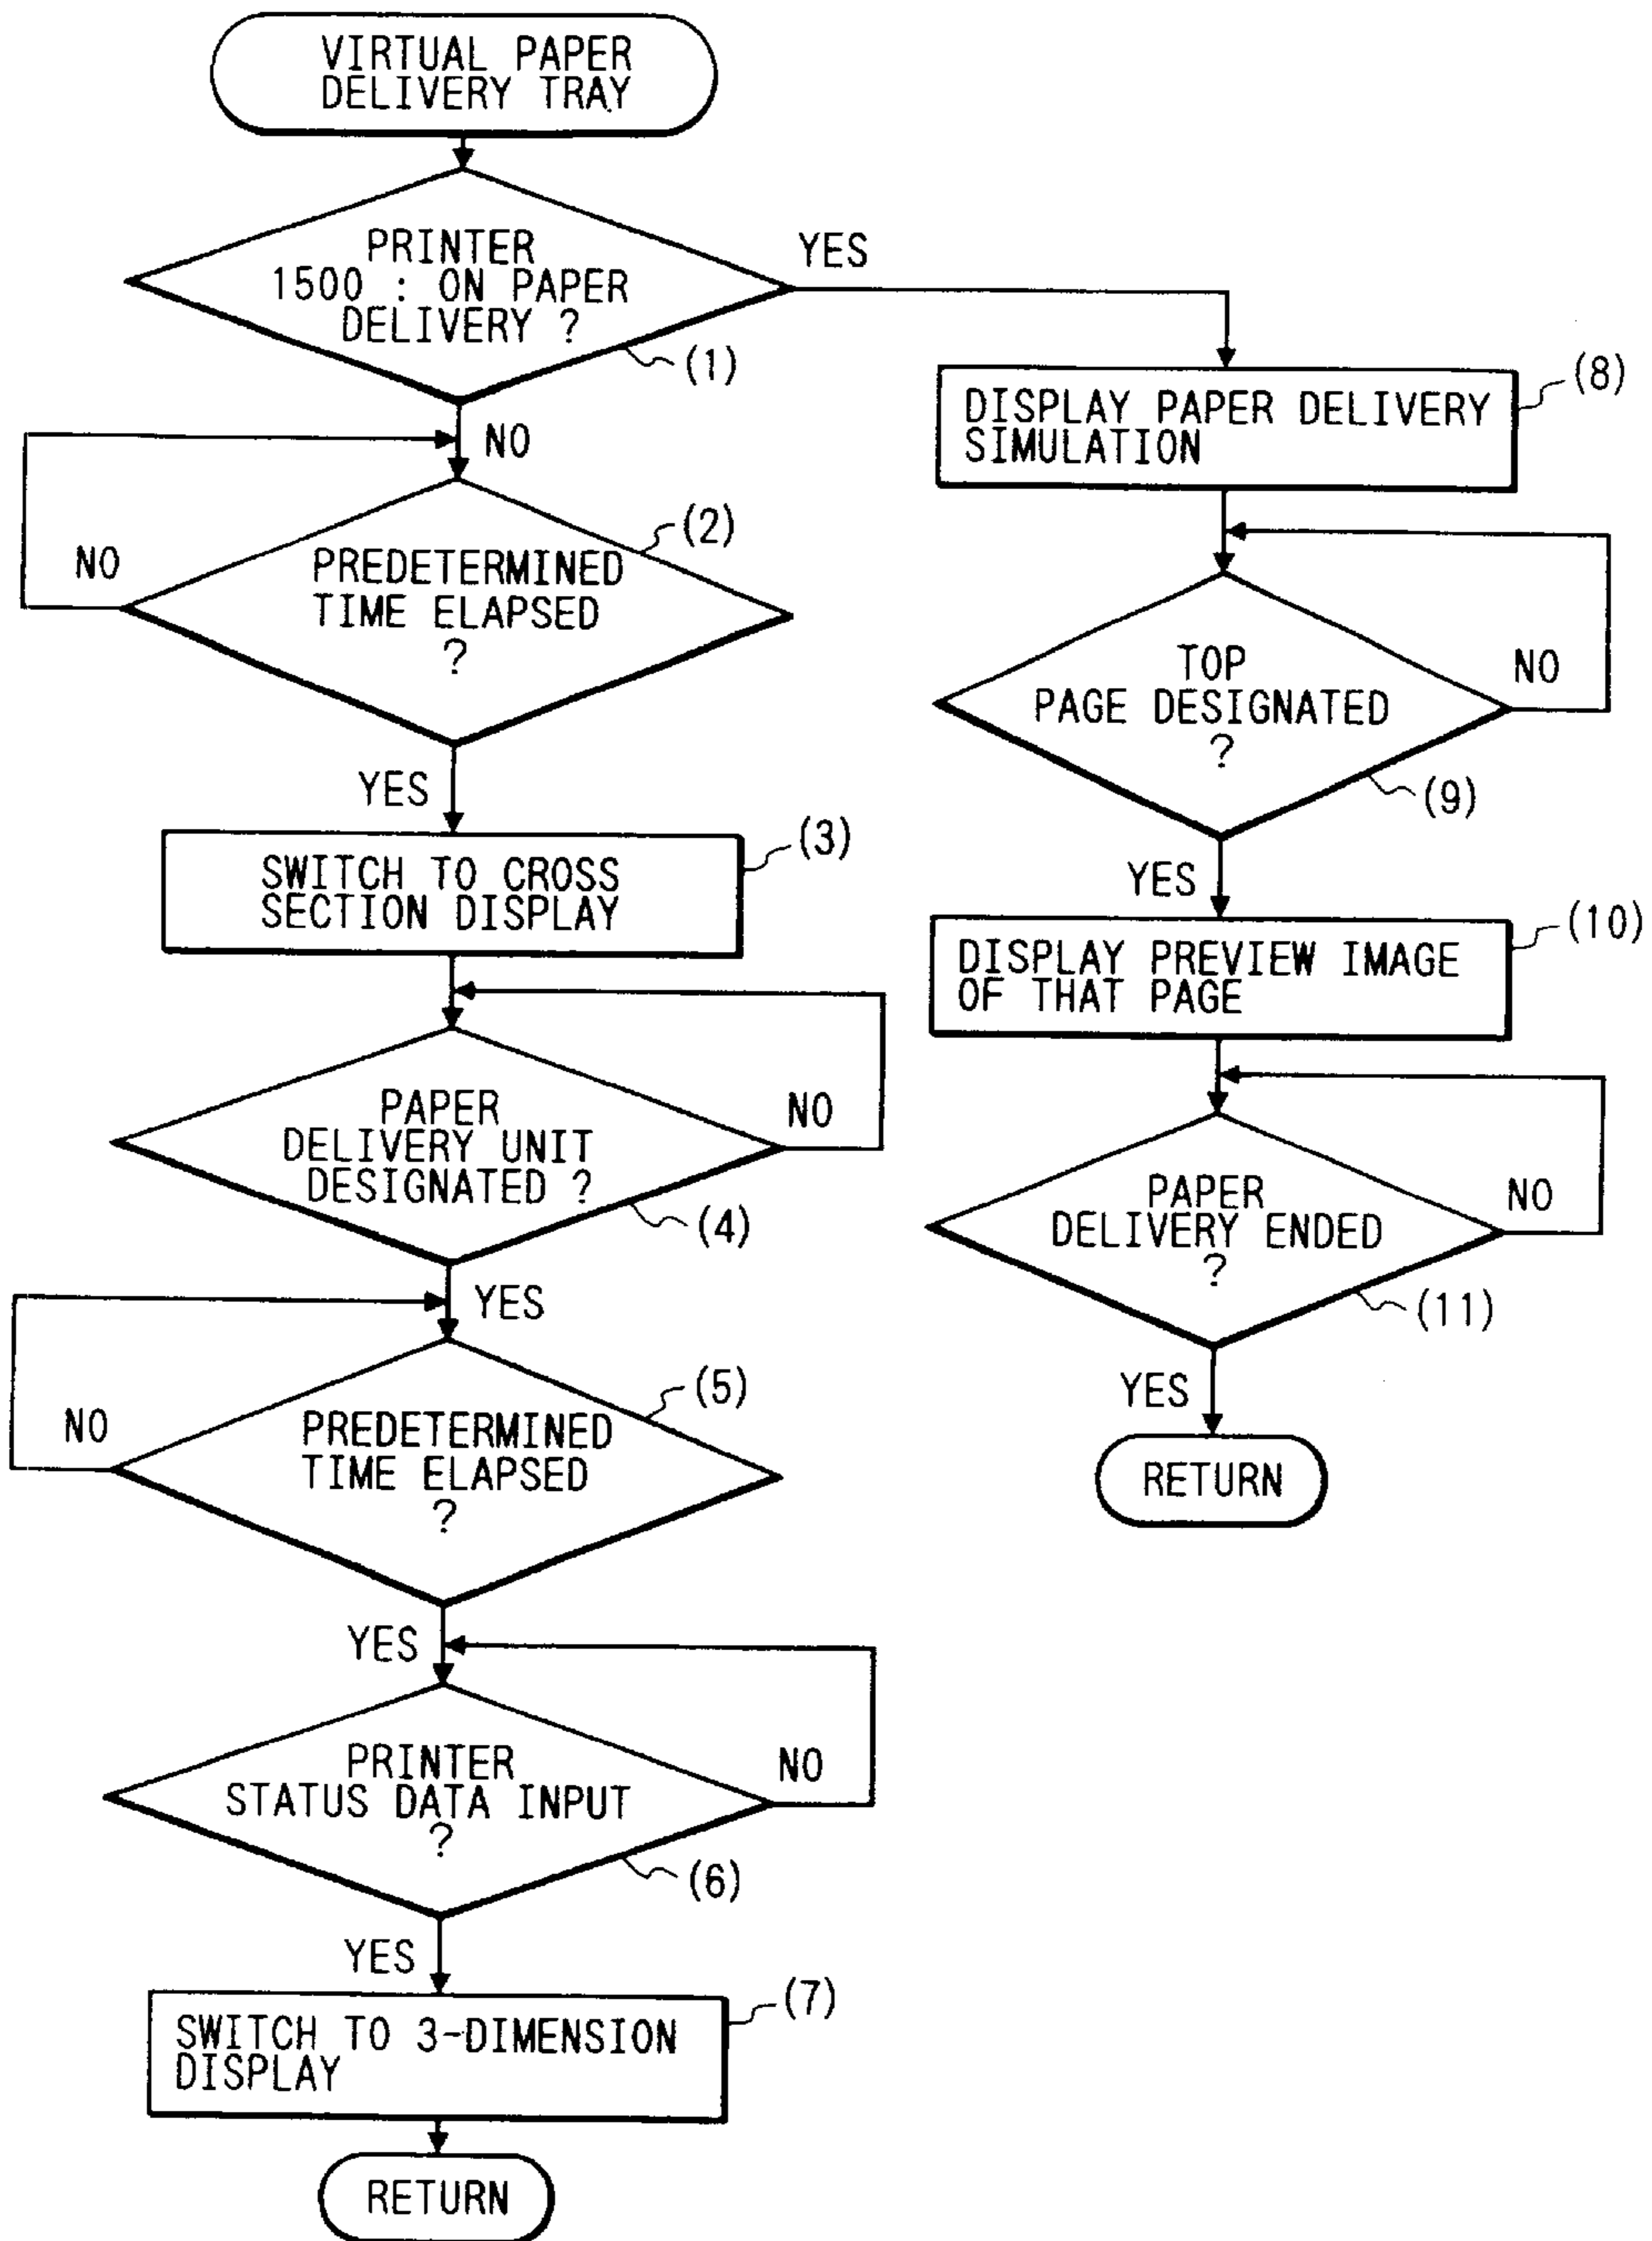 VIRTUAL PAPER
DELIVERY TRAY
PRINTER
1500 : ON PAPER
DELIVERY ?
YES
(1)
NO
(2)
NO
PREDETERMINED
TIME ELAPSED
?
YES
(3)
SWITCH TO CROSS
SECTION DISPLAY
PAPER
DELIVERY UNIT
DESIGNATED ?
NO
(4)
YES
(5)
NO
PREDETERMINED
TIME ELAPSED
?
YES
PRINTER
STATUS DATA INPUT
?
NO
(6)
YES
(7)
SWITCH TO 3-DIMENSION
DISPLAY
RETURN
(8)
DISPLAY PAPER DELIVERY
SIMULATION
TOP
PAGE DESIGNATED
?
NO
(9)
YES
(10)
DISPLAY PREVIEW IMAGE
OF THAT PAGE
PAPER
DELIVERY ENDED
?
NO
(11)
YES
RETURN